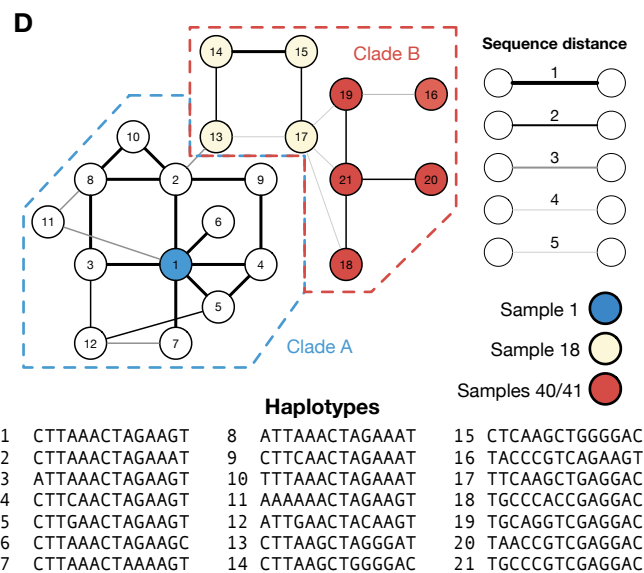 D
Clade B
Sequence distance
14
15
1
19
16
2
10
13
17
3
8
2
9
21
20
4
11
6
5
3
1
4
18
5
Sample 1
12
7
Clade A
Sample 18
Samples 40/41
Haplotypes
1 CTTAAACTAGAAGT
8 ATTAAACTAGAAAT
15 CTCAAGCTGGGGAC
2 CTTAAACTAGAAAT
9 CTTCAACTAGAAAT
16 TACCCGTCAGAAGT
3 ATTAAACTAGAAGT
10 TTTAAACTAGAAAT
17 TTCAAGCTGAGGAC
4 CTTCAACTAGAAGT
11 AAAAAACTAGAAGT
18 TGCCCACCGAGGAC
5 CTTGAACTAGAAGT
12 ATTGAACTACAAGT
19 TGCAGGTCGAGGAC
6 CTTAAACTAGAAGC
13 CTTAAGCTAGGGAT
20 TAACCGTCGAGGAC
7 CTTAAACTAAAAGT
14 CTTAAGCTGGGGAC
21 TGCCCGTCGAGGAC